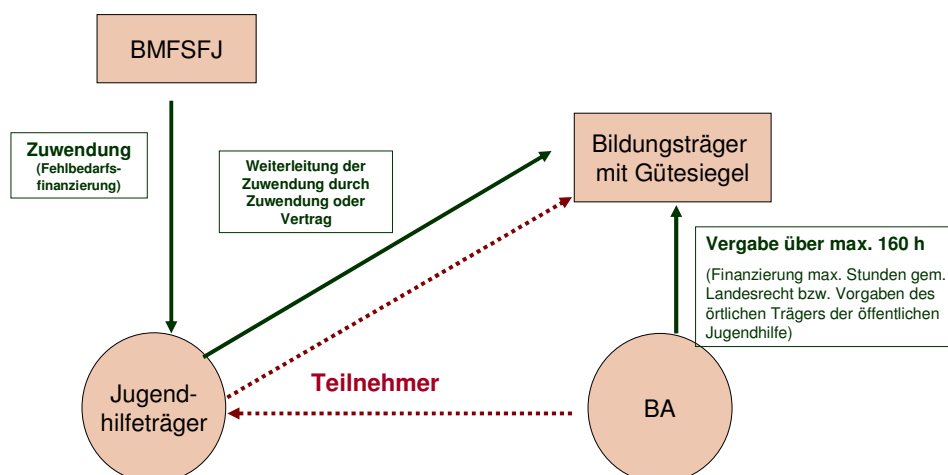 BMFSFJ
Zuwendung
(Fehlbedarfs-
finanzierung)
Weiterleitung der
Zuwendung durch
Zuwendung oder
Vertrag
Bildungsträger
mit Gütesiegel
Vergabe über max. 160 h
(Finanzierung max. Stunden gem.
Landesrecht bzw. Vorgaben des
örtlichen Trägers der öffentlichen
Jugendhilfe)
Teilnehmer
Jugend-
hilfeträger
BA